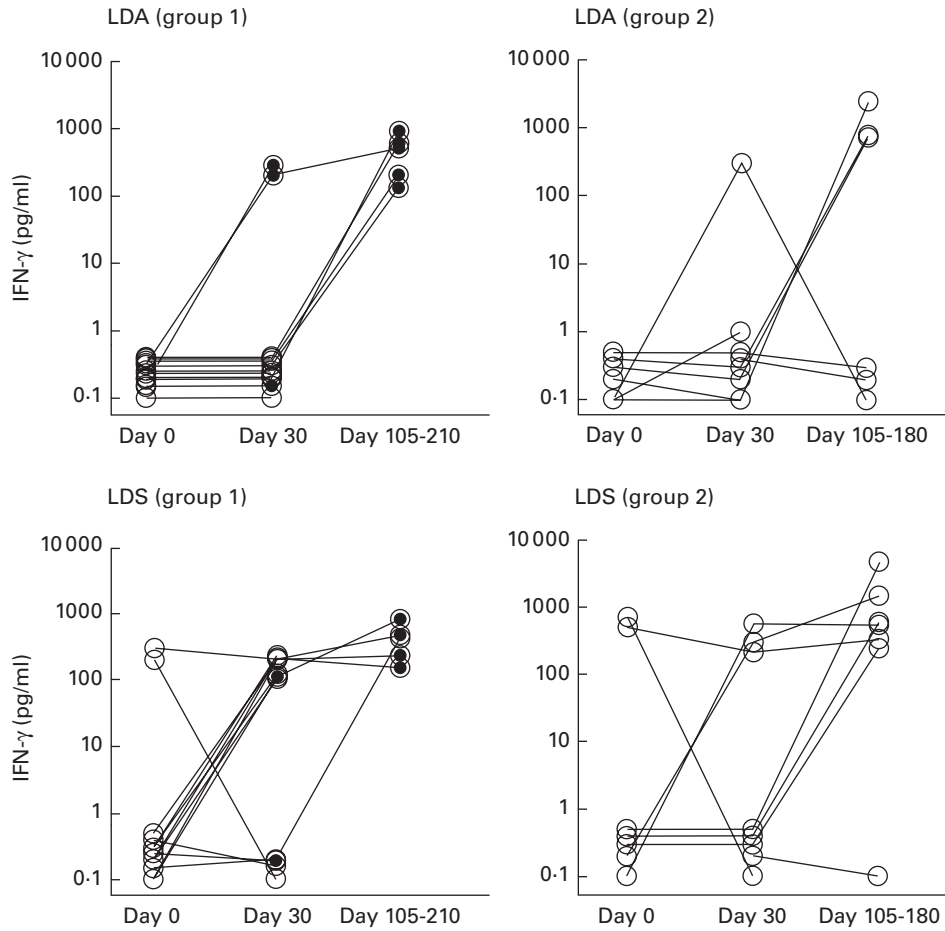 LDA (group 1)
10 000
1000
100
10
1
0.1
IFN-γ (pg/ml)
Day 0 Day 30 Day 105-210
LDA (group 2)
10 000
1000
100
10
1
0.1
Day 0 Day 30 Day 105-180
LDS (group 1)
10 000
1000
100
10
1
0.1
IFN-γ (pg/ml)
Day 0 Day 30 Day 105-210
LDS (group 2)
10 000
1000
100
10
1
0.1
Day 0 Day 30 Day 105-180